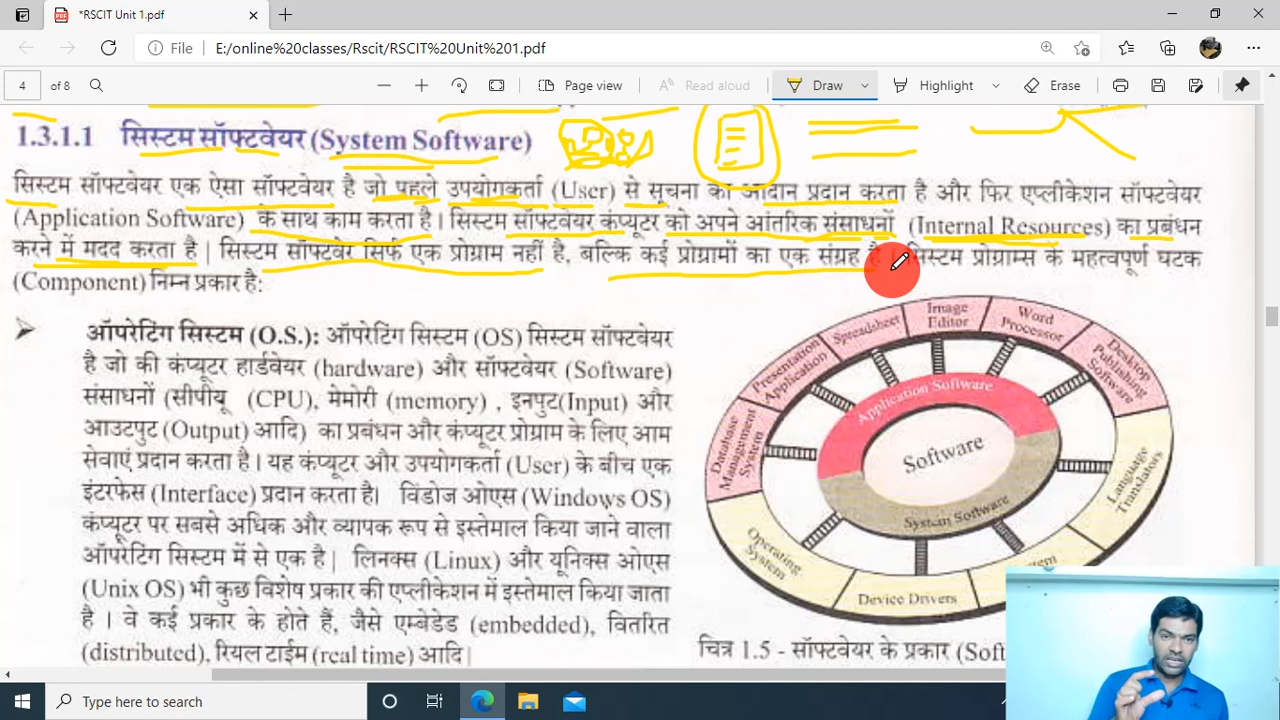 *RSCIT Unit 1.pdf
File E:/online%20classes/Rscit/RSCIT%20Unit%201.pdf
4 of 8 Page view Read aloud Draw Highlight Erase
1.3.1.1 सिस्टम सॉफ्टवेयर (System Software)
सिस्टम सॉफ्टवेयर एक ऐसा सॉफ्टवेयर है जो पहले उपयोगकर्ता (User) से सूचना का आदान प्रदान करता है और फिर एप्लीकेशन सॉफ्टवेयर
(Application Software) के साथ काम करता है। सिस्टम सॉफ्टवेयर कंप्यूटर को अपने आंतरिक संसाधनों (Internal Resources) का प्रबंधन
करने में मदद करता है | सिस्टम सॉफ्टवेर सिर्फ एक प्रोग्राम नहीं है, बल्कि कई प्रोग्रामों का एक संग्रह है | सिस्टम प्रोग्राम्स के महत्वपूर्ण घटक
(Component) निम्न प्रकार है:
ऑपरेटिंग सिस्टम (O.S.): ऑपरेटिंग सिस्टम (OS) सिस्टम सॉफ्टवेयर
है जो की कंप्यूटर हार्डवेयर (hardware) और सॉफ्टवेयर (Software)
संसाधनों (सीपीयू (CPU), मेमोरी (memory) , इनपुट(Input) और
आउटपुट (Output) आदि) का प्रबंधन और कंप्यूटर प्रोग्राम के लिए आम
सेवाएं प्रदान करता है। यह कंप्यूटर और उपयोगकर्ता (User) के बीच एक
इंटरफेस (Interface) प्रदान करता है। विंडोज ओएस (Windows OS)
कंप्यूटर पर सबसे अधिक और व्यापक रूप से इस्तेमाल किया जाने वाला
ऑपरेटिंग सिस्टम में से एक है | लिनक्स (Linux) और यूनिक्स ओएस
(Unix OS) भी कुछ विशेष प्रकार की एप्लीकेशन में इस्तेमाल किया जाता
है । वे कई प्रकार के होते हैं, जैसे एम्बेडेड (embedded), वितरित
(distributed), रियल टाईम (real time) आदि|
Database Management System
Presentation Application
Spreadsheet
Image Editor
Word Processor
Desktop Publishing Software
Application Software
Software
System Software
Operating System
Device Drivers
Language Translators
चित्र 1.5 - सॉफ्टवेयर के प्रकार
Type here to search